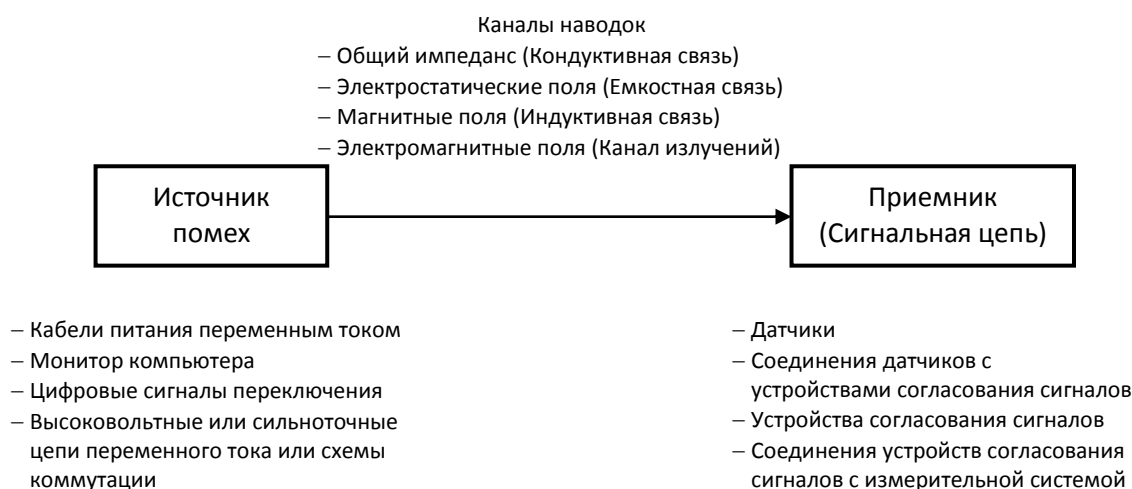 Каналы наводок
– Общий импеданс (Кондуктивная связь)
– Электростатические поля (Емкостная связь)
– Магнитные поля (Индуктивная связь)
– Электромагнитные поля (Канал излучений)
Источник
помех
Приемник
(Сигнальная цепь)
– Кабели питания переменным током
– Монитор компьютера
– Цифровые сигналы переключения
– Высоковольтные или сильноточные
цепи переменного тока или схемы
коммутации
– Датчики
– Соединения датчиков с
устройствами согласования сигналов
– Устройства согласования сигналов
– Соединения устройств согласования
сигналов с измерительной системой